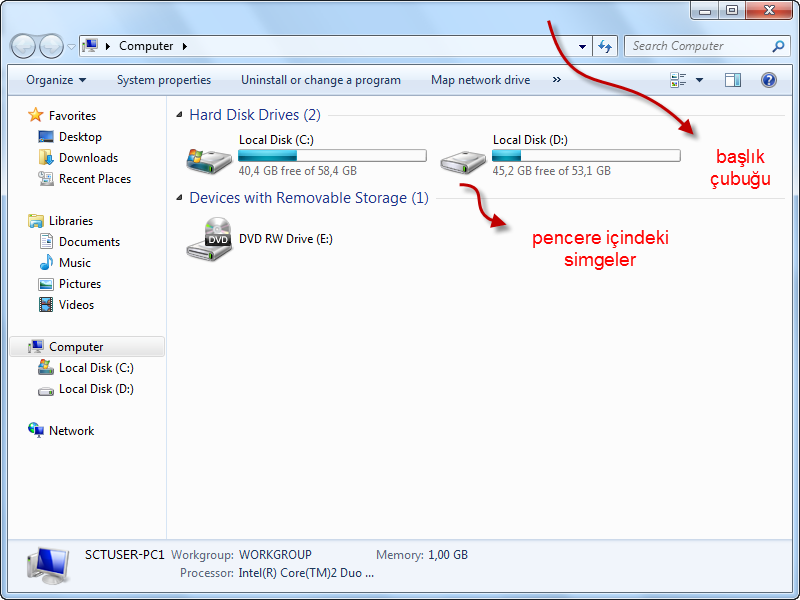 Computer
Search Computer
Organize System properties Uninstall or change a program Map network drive »
Favorites
Desktop
Downloads
Recent Places
Libraries
Documents
Music
Pictures
Videos
Computer
Local Disk (C:)
Local Disk (D:)
Network
Hard Disk Drives (2)
Local Disk (C:)
40,4 GB free of 58,4 GB
Local Disk (D:)
45,2 GB free of 53,1 GB
başlık
çubuğu
Devices with Removable Storage (1)
DVD
DVD RW Drive (E:)
pencere içindeki
simgeler
SCTUSER-PC1 Workgroup: WORKGROUP Memory: 1,00 GB
Processor: Intel(R) Core(TM)2 Duo ...